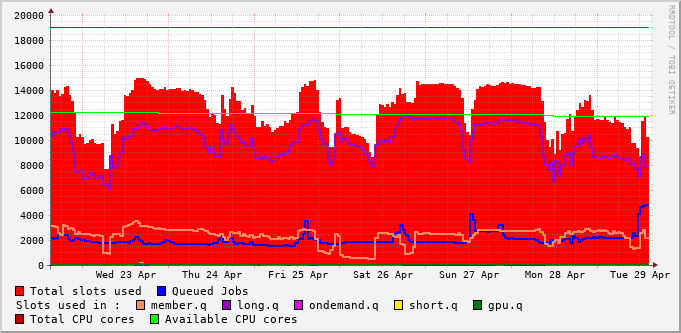 20000
18000
16000
14000
12000
10000
8000
6000
4000
2000
0
Wed 23 Apr Thu 24 Apr Fri 25 Apr Sat 26 Apr Sun 27 Apr Mon 28 Apr Tue 29 Apr
Total slots used Queued Jobs
Slots used in : member.q long.q ondemand.q short.q gpu.q
Total CPU cores Available CPU cores
RRDTOOL / TOBI OETIKER